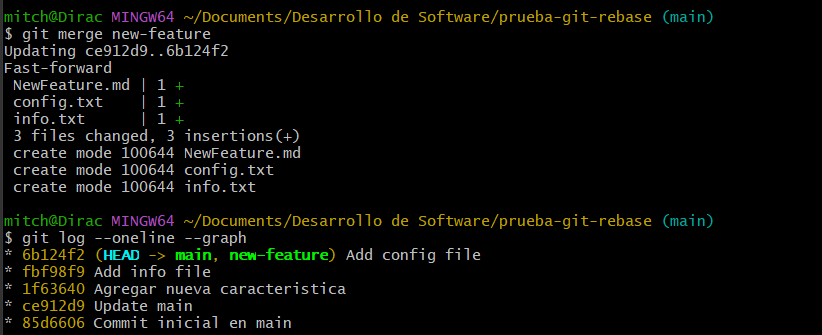 mitch@Dirac MINGW64 ~/Documents/Desarrollo de Software/prueba-git-rebase (main)
$ git merge new-feature
Updating ce912d9..6b124f2
Fast-forward
 NewFeature.md | 1 +
 config.txt    | 1 +
 info.txt      | 1 +
 3 files changed, 3 insertions(+)
 create mode 100644 NewFeature.md
 create mode 100644 config.txt
 create mode 100644 info.txt
mitch@Dirac MINGW64 ~/Documents/Desarrollo de Software/prueba-git-rebase (main)
$ git log --oneline --graph
* 6b124f2 (HEAD -> main, new-feature) Add config file
* fbf98f9 Add info file
* 1f63640 Agregar nueva caracteristica
* ce912d9 Update main
* 85d6606 Commit inicial en main